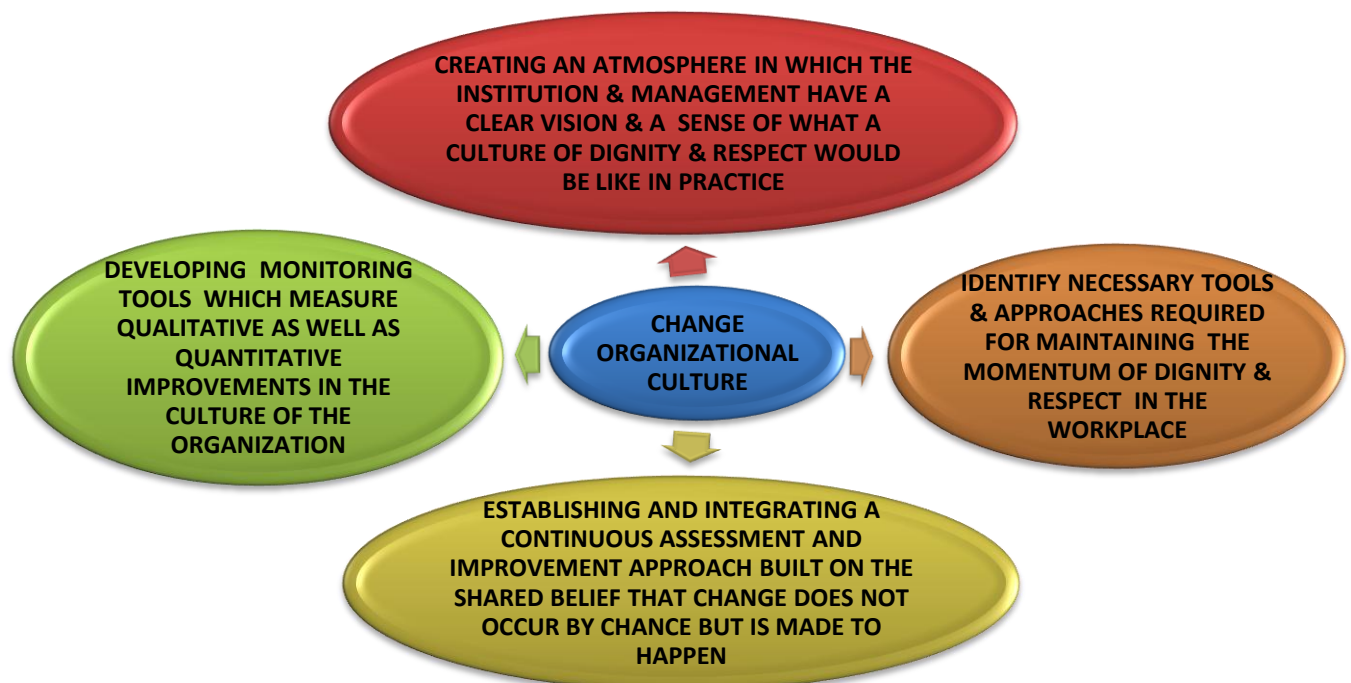 CREATING AN ATMOSPHERE IN WHICH THE
INSTITUTION & MANAGEMENT HAVE A
CLEAR VISION & A SENSE OF WHAT A
CULTURE OF DIGNITY & RESPECT WOULD
BE LIKE IN PRACTICE
DEVELOPING MONITORING
TOOLS WHICH MEASURE
QUALITATIVE AS WELL AS
QUANTITATIVE
IMPROVEMENTS IN THE
CULTURE OF THE
ORGANIZATION
CHANGE
ORGANIZATIONAL
CULTURE
IDENTIFY NECESSARY TOOLS
& APPROACHES REQUIRED
FOR MAINTAINING THE
MOMENTUM OF DIGNITY &
RESPECT IN THE
WORKPLACE
ESTABLISHING AND INTEGRATING A
CONTINUOUS ASSESSMENT AND
IMPROVEMENT APPROACH BUILT ON THE
SHARED BELIEF THAT CHANGE DOES NOT
OCCUR BY CHANCE BUT IS MADE TO
HAPPEN